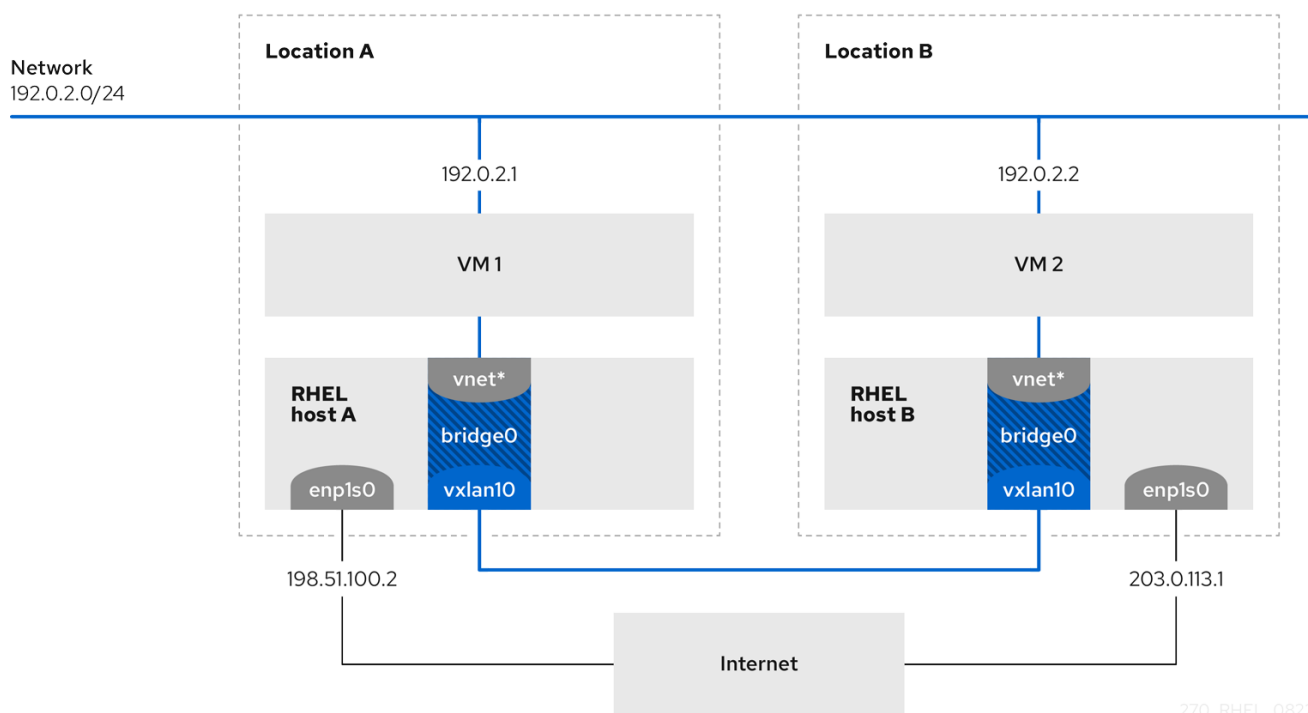 Location A
Location B
Network
192.0.2.0/24
192.0.2.1
192.0.2.2
VM 1
VM 2
RHEL
host A
vnet*
bridge0
enp1s0
vxlan10
RHEL
host B
vnet*
bridge0
vxlan10
enp1s0
198.51.100.2
203.0.113.1
Internet